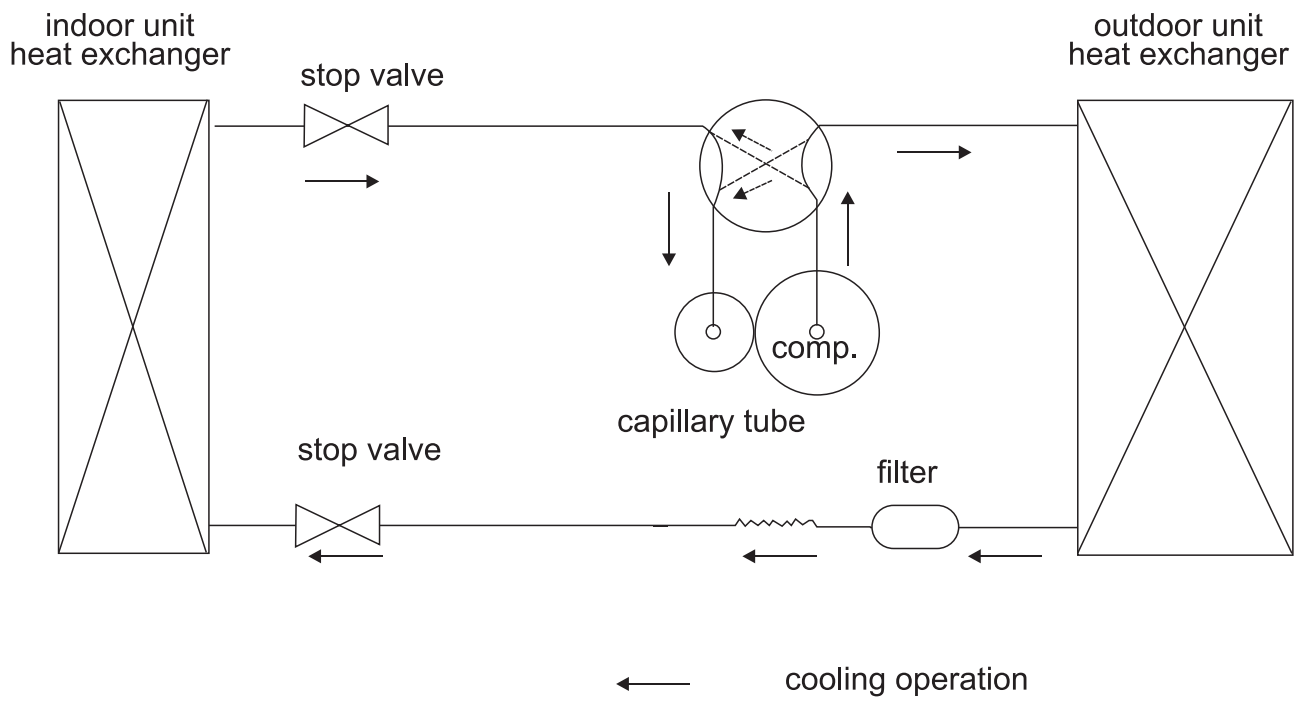 indoor unit
heat exchanger
outdoor unit
heat exchanger
stop valve
comp.
capillary tube
stop valve
filter
cooling operation